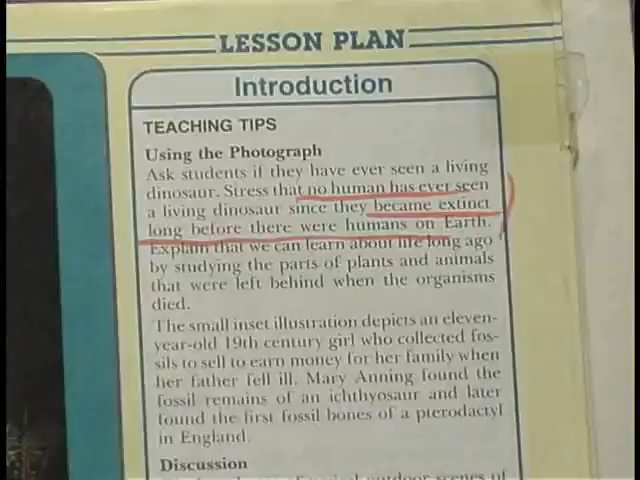 LESSON PLAN
Introduction
TEACHING TIPS
Using the Photograph
Ask students if they have ever seen a living
dinosaur. Stress that no human has ever seen
a living dinosaur since they became extinct
long before there were humans on Earth.
Explain that we can learn about life long ago
by studying the parts of plants and animals
that were left behind when the organisms
died.
The small inset illustration depicts an eleven-
year-old 19th century girl who collected fos-
sils to sell to earn money for her family when
her father fell ill. Mary Anning found the
fossil remains of an ichthyosaur and later
found the first fossil bones of a pterodactyl
in England.
Discussion
outdoor scenes of